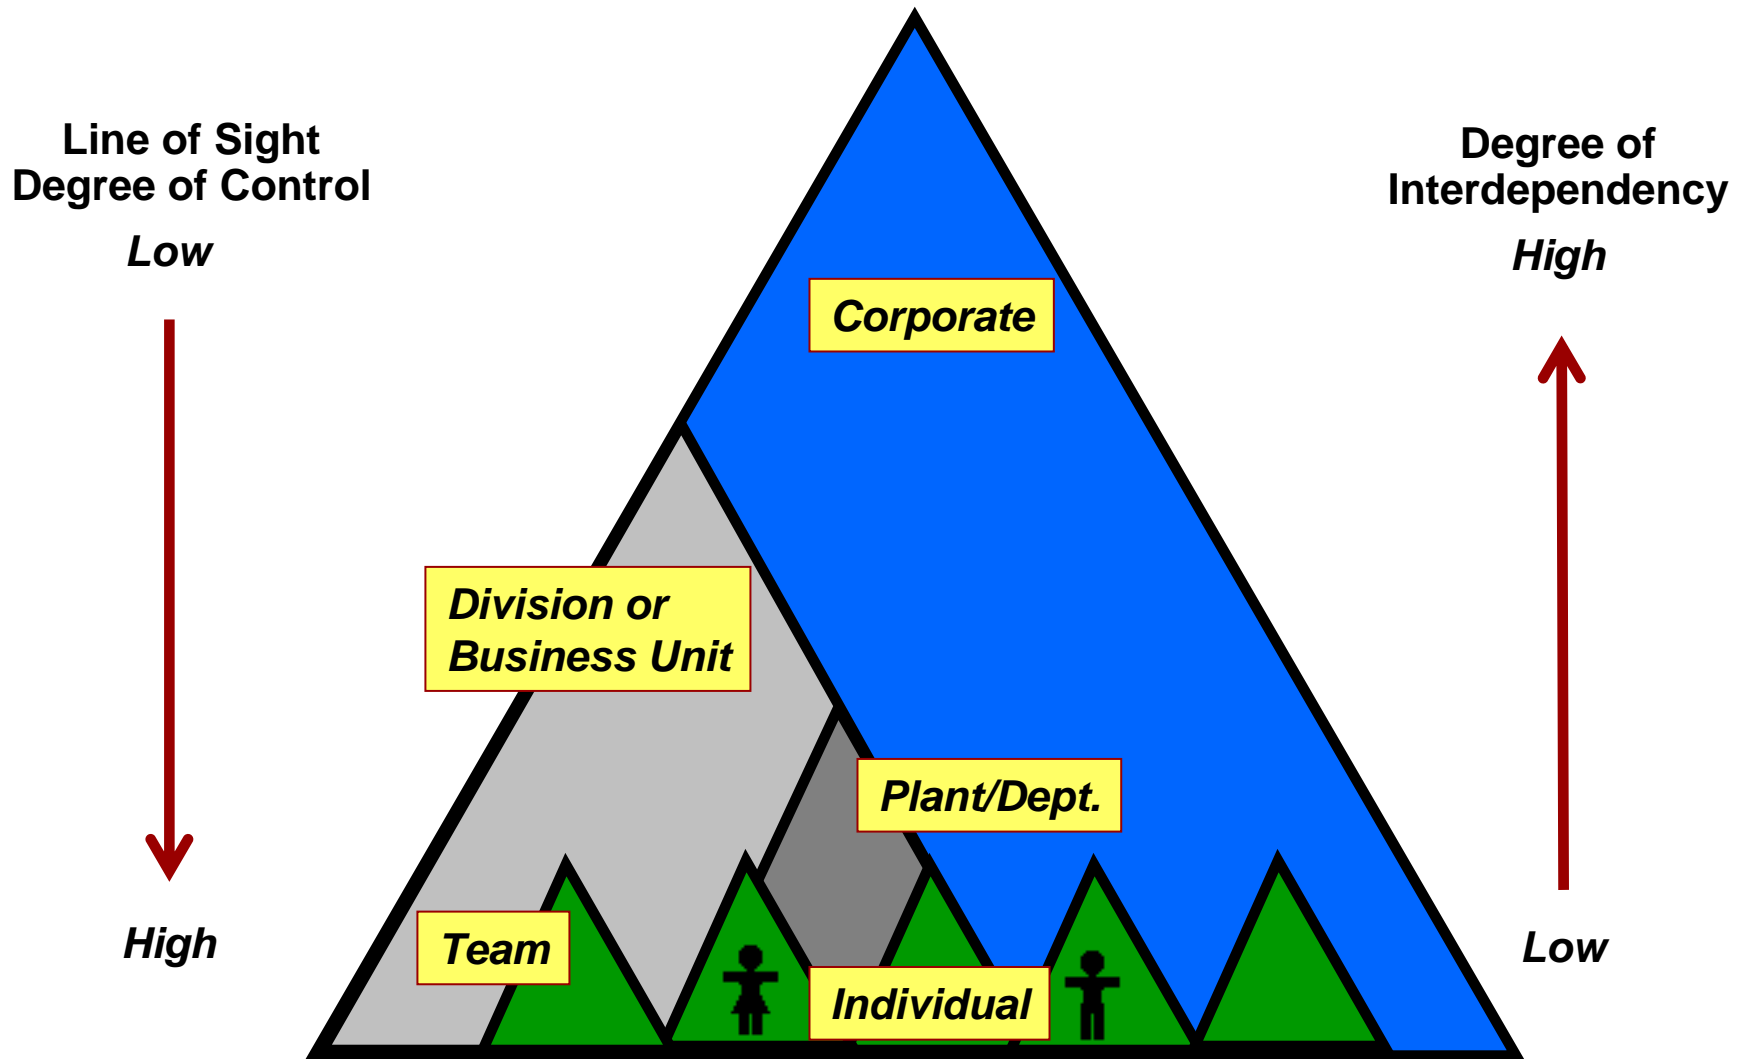 Line of Sight
Degree of Control
Low
High
Degree of
Interdependency
High
Low
Corporate
Division or
Business Unit
Plant/Dept.
Team
Individual